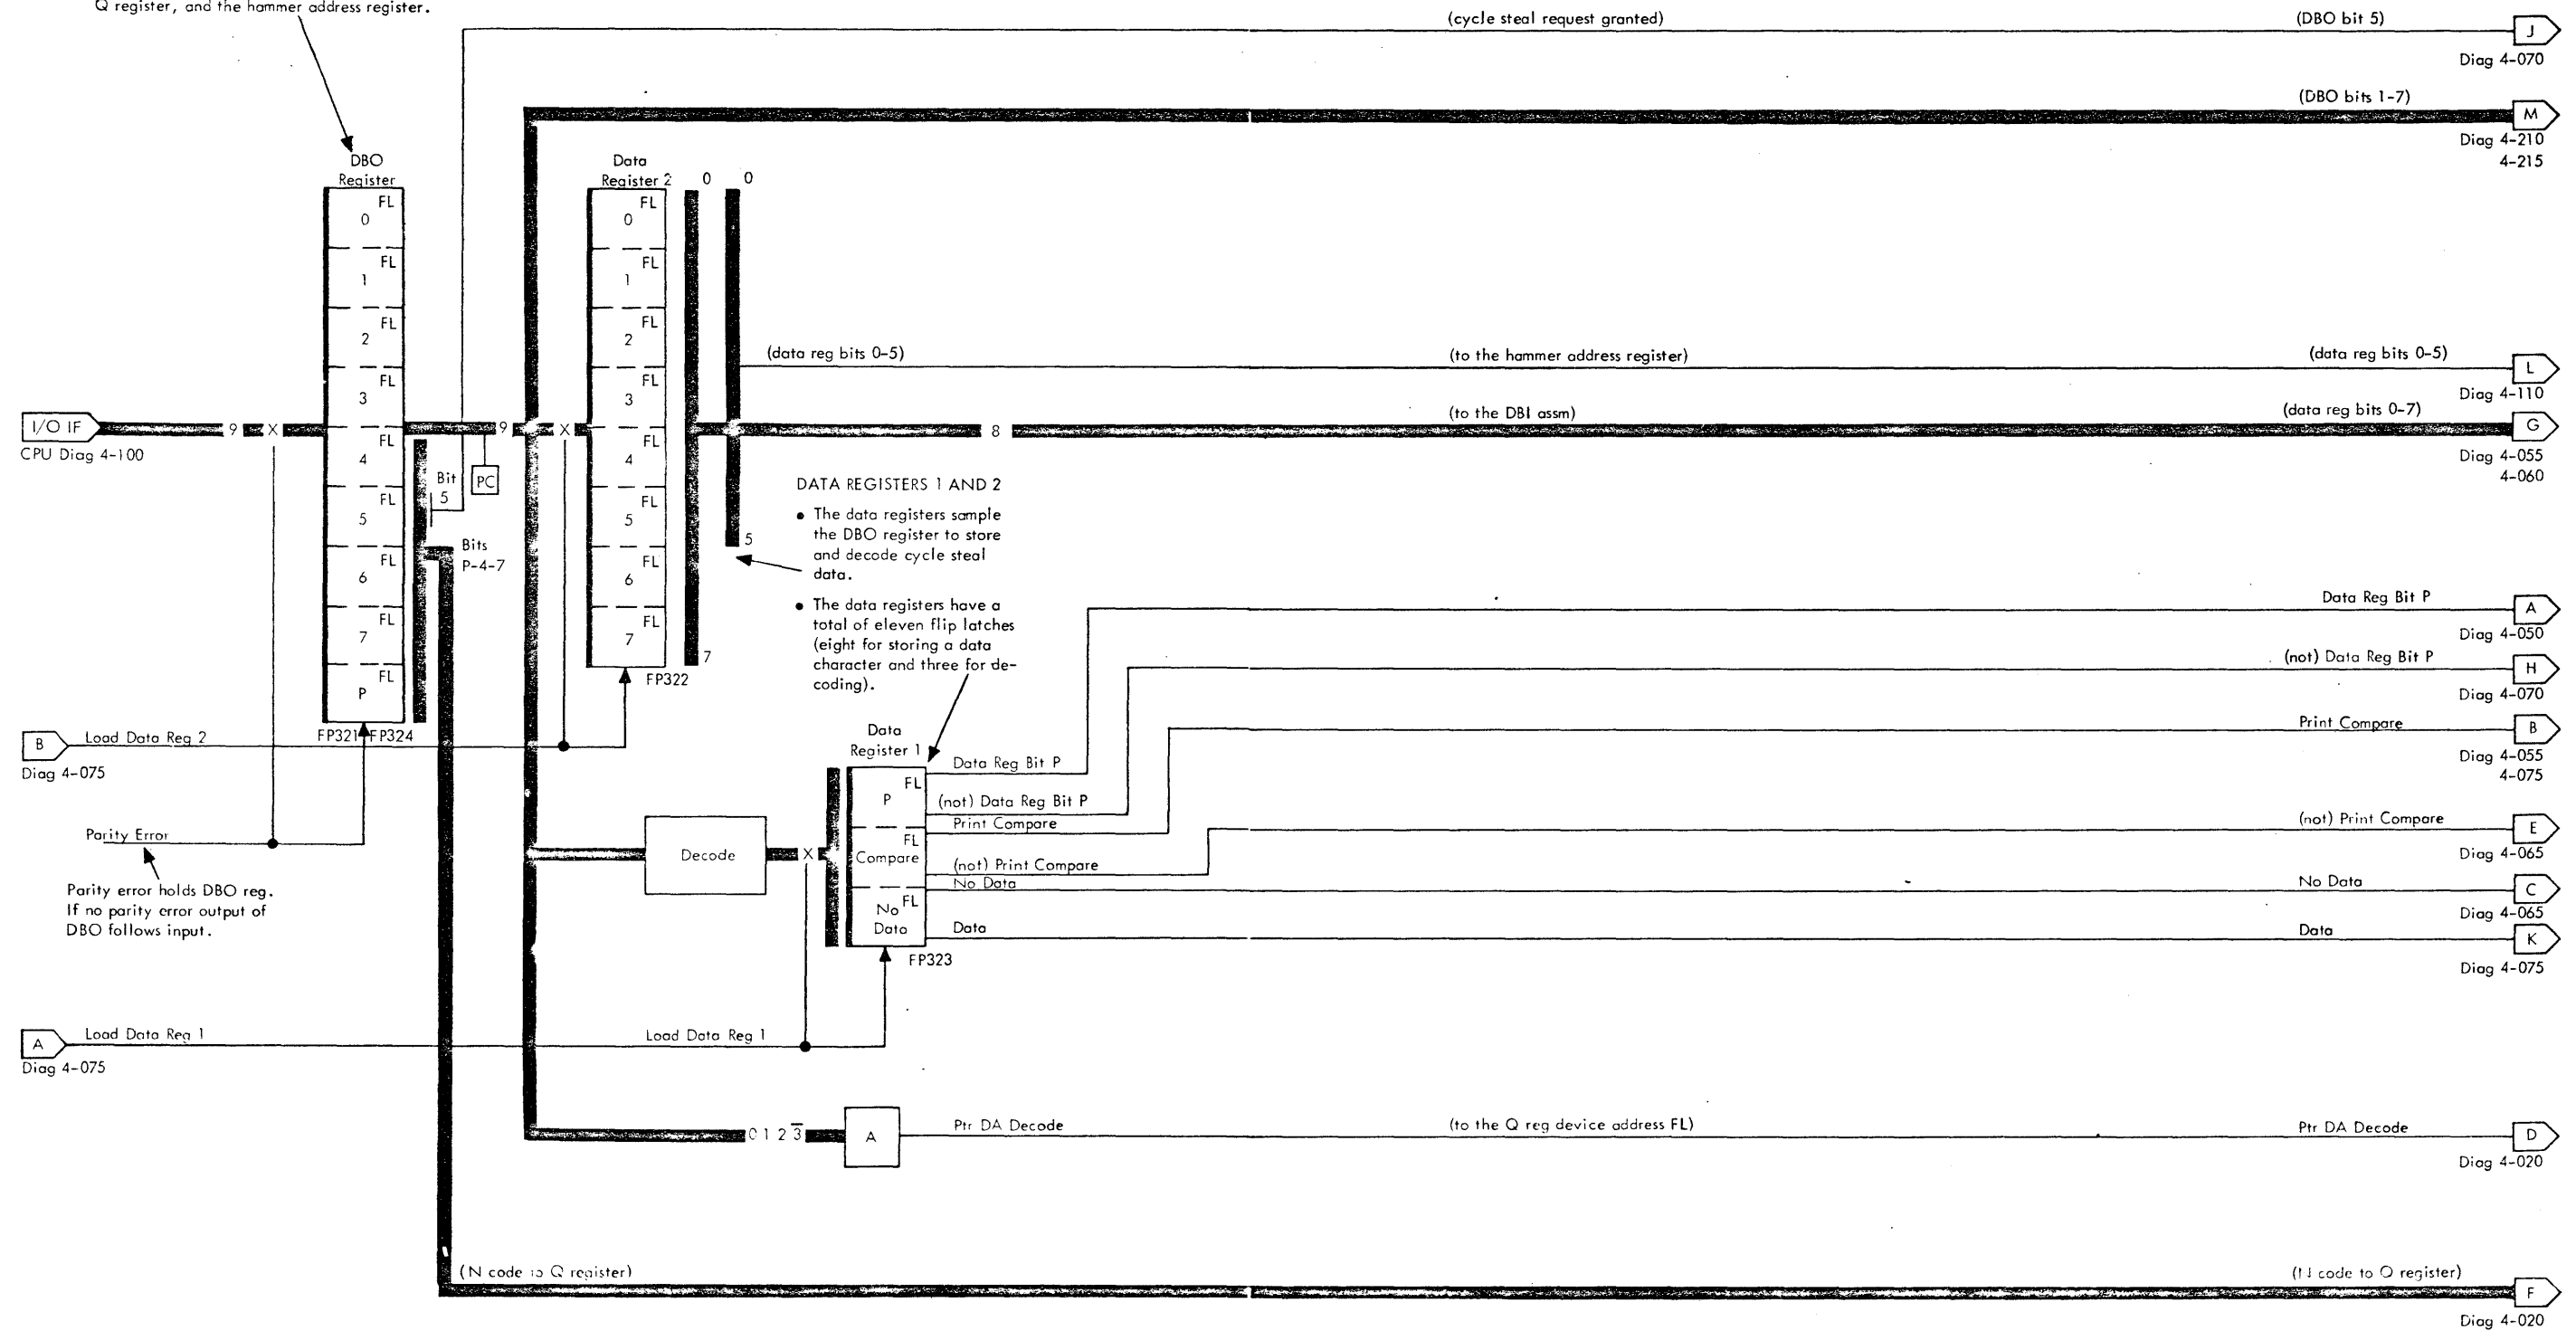 Q register, and the hammer address register.
(cycle steal request granted)
(DBO bit 5)
J
Diag 4-070
(DBO bits 1-7)
M
Diag 4-210
4-215
DBO
Register
FL
0
FL
1
FL
2
FL
3
FL
4
FL
5
FL
6
FL
7
FL
P
FP321
FP324
Data
Register 2
FL
0
FL
1
FL
2
FL
3
FL
4
FL
5
FL
6
FL
7
FP322
0
7
0
5
(data reg bits 0-5)
(to the hammer address register)
(data reg bits 0-5)
L
Diag 4-110
I/O IF
CPU Diag 4-100
9
X
9
X
PC
Bit
5
Bits
P-4-7
8
(to the DBI assm)
(data reg bits 0-7)
G
Diag 4-055
4-060
DATA REGISTERS 1 AND 2
• The data registers sample
the DBO register to store
and decode cycle steal
data.
• The data registers have a
total of eleven flip latches
(eight for storing a data
character and three for de-
coding).
Data Reg Bit P
A
Diag 4-050
(not) Data Reg Bit P
H
Diag 4-070
Print Compare
B
Diag 4-055
4-075
B
Load Data Reg 2
Diag 4-075
Parity Error
Parity error holds DBO reg.
If no parity error output of
DBO follows input.
Decode
X
Data
Register 1
FL
P
FL
Compare
FL
No
Data
FP323
Data Reg Bit P
(not) Data Reg Bit P
Print Compare
(not) Print Compare
No Data
Data
(not) Print Compare
E
Diag 4-065
No Data
C
Diag 4-065
Data
K
Diag 4-075
A
Load Data Reg 1
Load Data Reg 1
Diag 4-075
0 1 2 3̅
A
Ptr DA Decode
(to the Q reg device address FL)
Ptr DA Decode
D
Diag 4-020
(N code to Q register)
(N code to Q register)
F
Diag 4-020